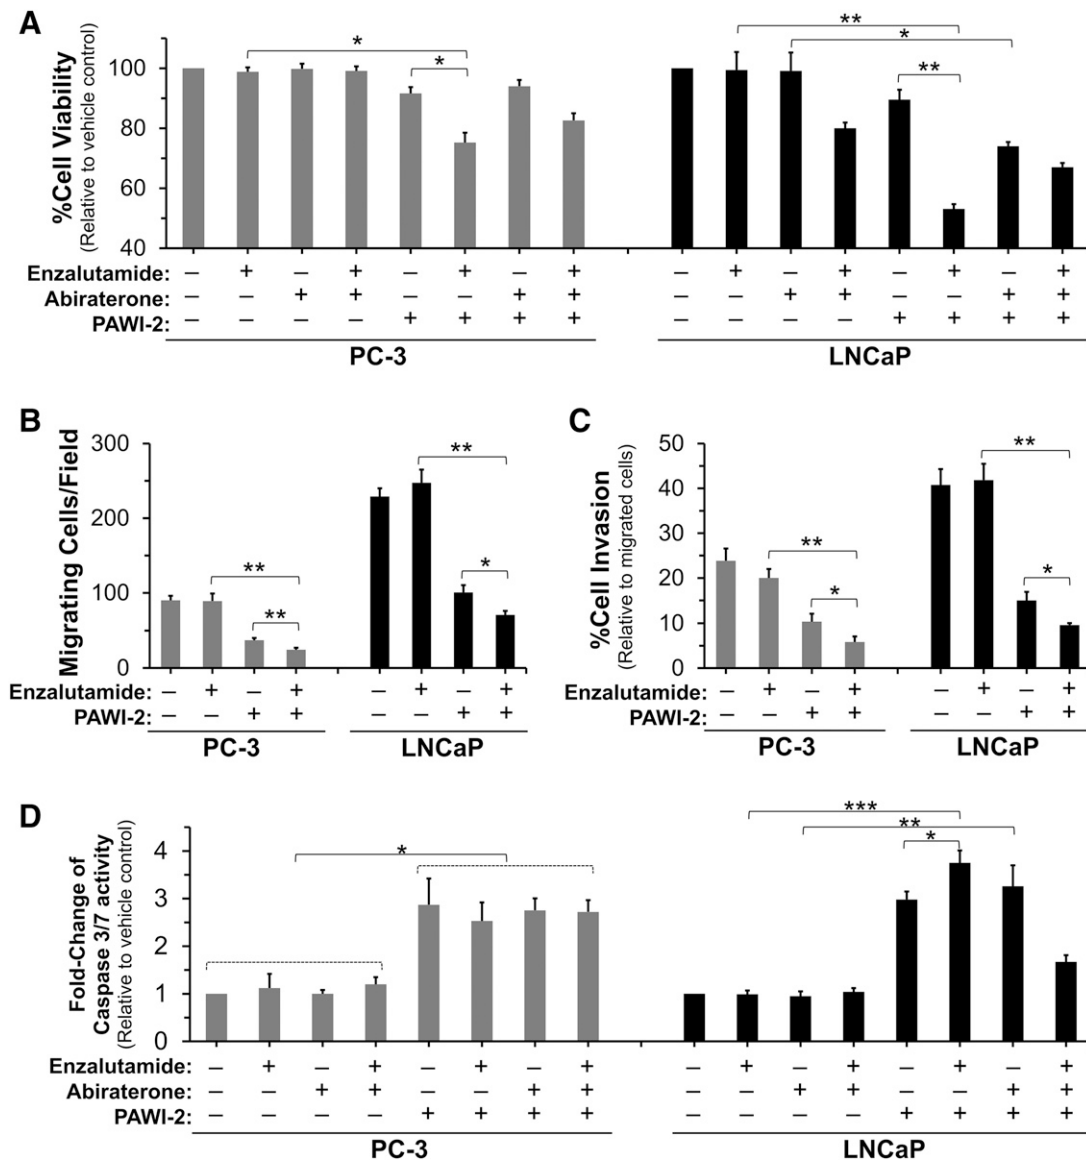 A
%Cell Viability
(Relative to vehicle control)
100
80
60
40
* * ** * **
Enzalutamide: – + – + – + – + – + – + – + – +
Abiraterone: – – + + – – + + – – + + – – + +
PAWI-2: – – – – + + + + – – – – + + + +
PC-3 LNCaP
B
Migrating Cells/Field
300
200
100
0
** ** ** *
Enzalutamide: – + – + – + – +
PAWI-2: – – + + – – + +
PC-3 LNCaP
C
%Cell Invasion
(Relative to migrated cells)
50
40
30
20
10
0
** * ** *
Enzalutamide: – + – + – + – +
PAWI-2: – – + + – – + +
PC-3 LNCaP
D
Fold-Change of
Caspase 3/7 activity
(Relative to vehicle control)
4
3
2
1
0
* *** ** *
Enzalutamide: – + – + – + – + – + – + – + – +
Abiraterone: – – + + – – + + – – + + – – + +
PAWI-2: – – – – + + + + – – – – + + + +
PC-3 LNCaP